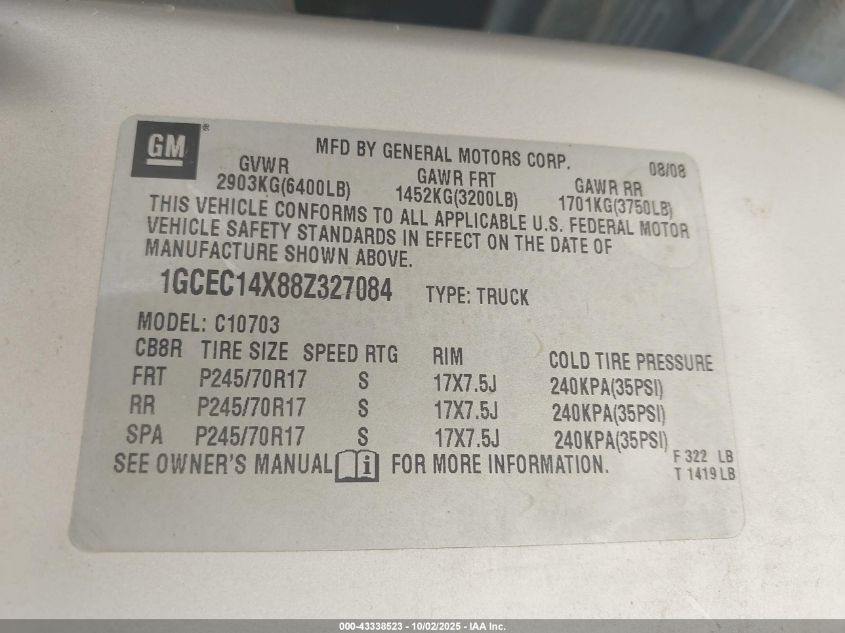 GM®
MFD BY GENERAL MOTORS CORP. 08/08
GVWR GAWR FRT GAWR RR
2903KG(6400LB) 1452KG(3200LB) 1701KG(3750LB)
THIS VEHICLE CONFORMS TO ALL APPLICABLE U.S. FEDERAL MOTOR
VEHICLE SAFETY STANDARDS IN EFFECT ON THE DATE OF
MANUFACTURE SHOWN ABOVE.
1GCEC14X88Z327084 TYPE: TRUCK
MODEL: C10703
CB8R TIRE SIZE SPEED RTG RIM COLD TIRE PRESSURE
FRT P245/70R17 S 17X7.5J 240KPA(35PSI)
RR P245/70R17 S 17X7.5J 240KPA(35PSI)
SPA P245/70R17 S 17X7.5J 240KPA(35PSI)
SEE OWNER'S MANUAL i FOR MORE INFORMATION.
F 322 LB
T 1419 LB
000-43338523 - 10/02/2025 - IAA Inc.